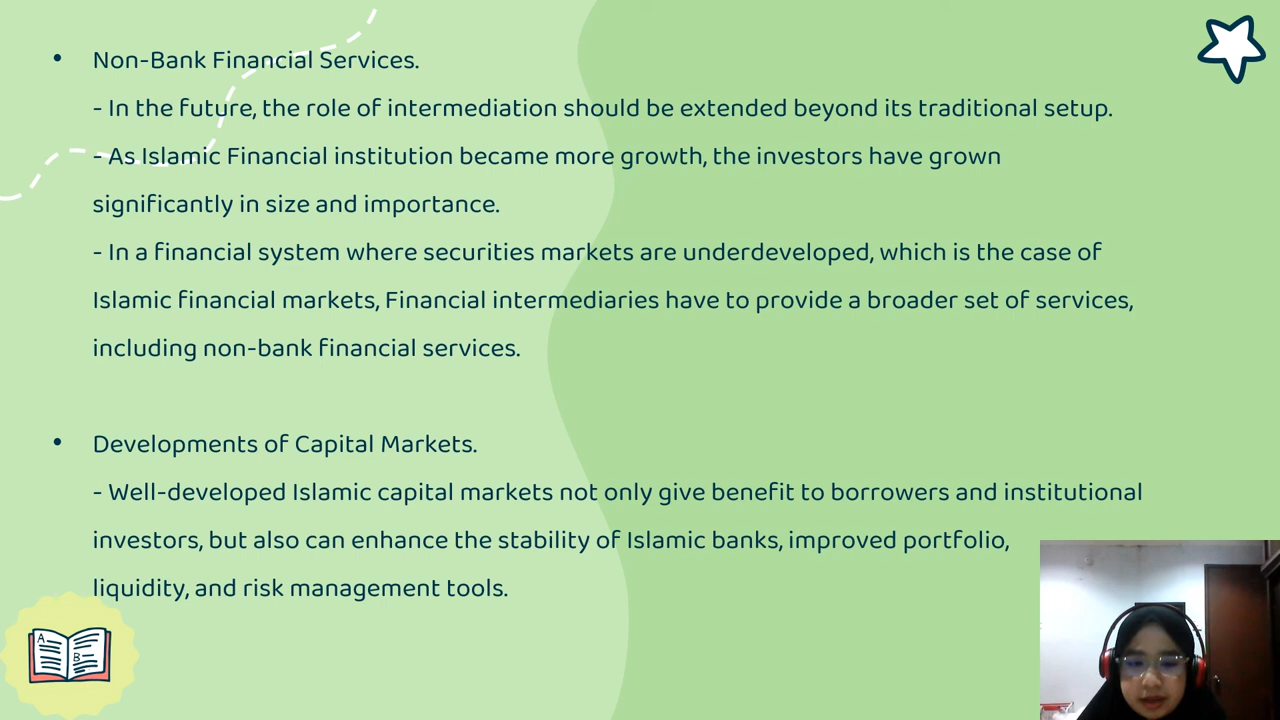 • Non-Bank Financial Services.
- In the future, the role of intermediation should be extended beyond its traditional setup.
- As Islamic Financial institution became more growth, the investors have grown
significantly in size and importance.
- In a financial system where securities markets are underdeveloped, which is the case of
Islamic financial markets, Financial intermediaries have to provide a broader set of services,
including non-bank financial services.
• Developments of Capital Markets.
- Well-developed Islamic capital markets not only give benefit to borrowers and institutional
investors, but also can enhance the stability of Islamic banks, improved portfolio,
liquidity, and risk management tools.
A
B